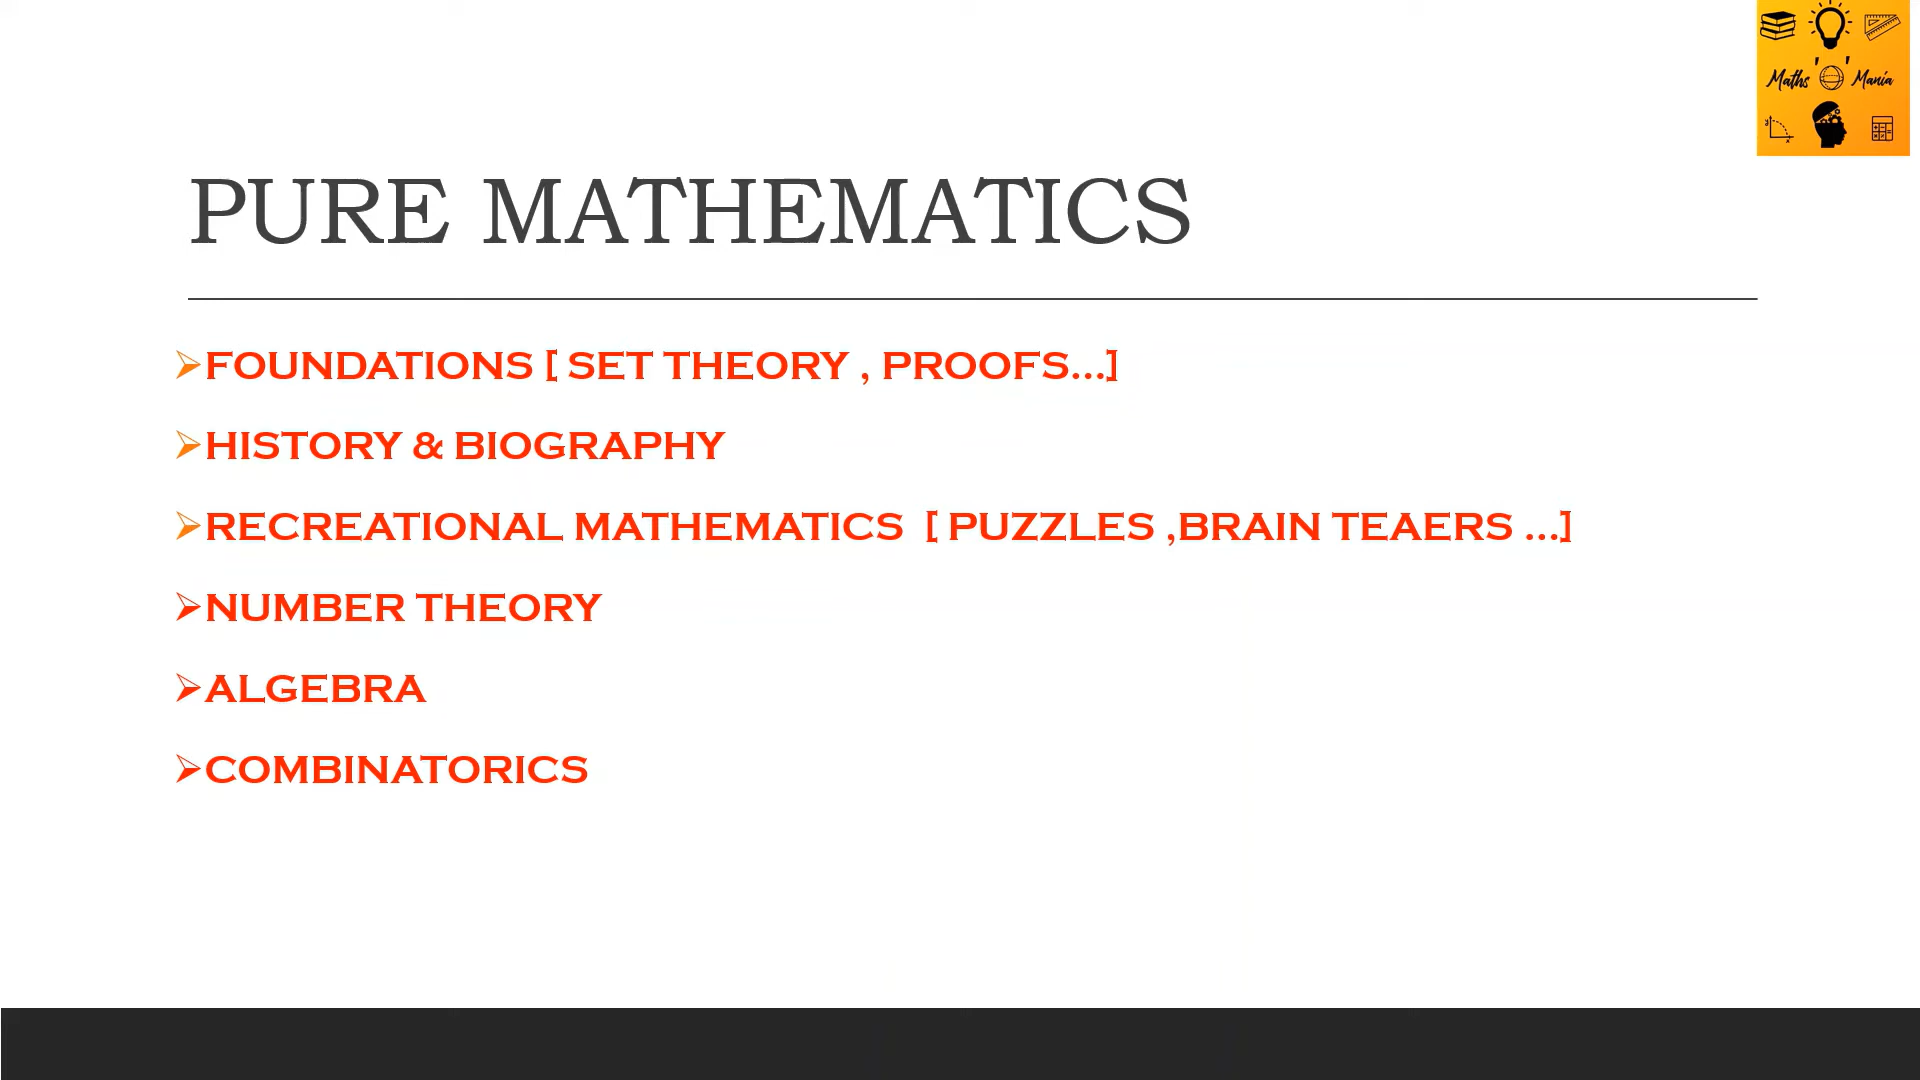 Maths Mania
PURE MATHEMATICS
FOUNDATIONS [ SET THEORY , PROOFS...]
HISTORY & BIOGRAPHY
RECREATIONAL MATHEMATICS [ PUZZLES ,BRAIN TEAERS ...]
NUMBER THEORY
ALGEBRA
COMBINATORICS